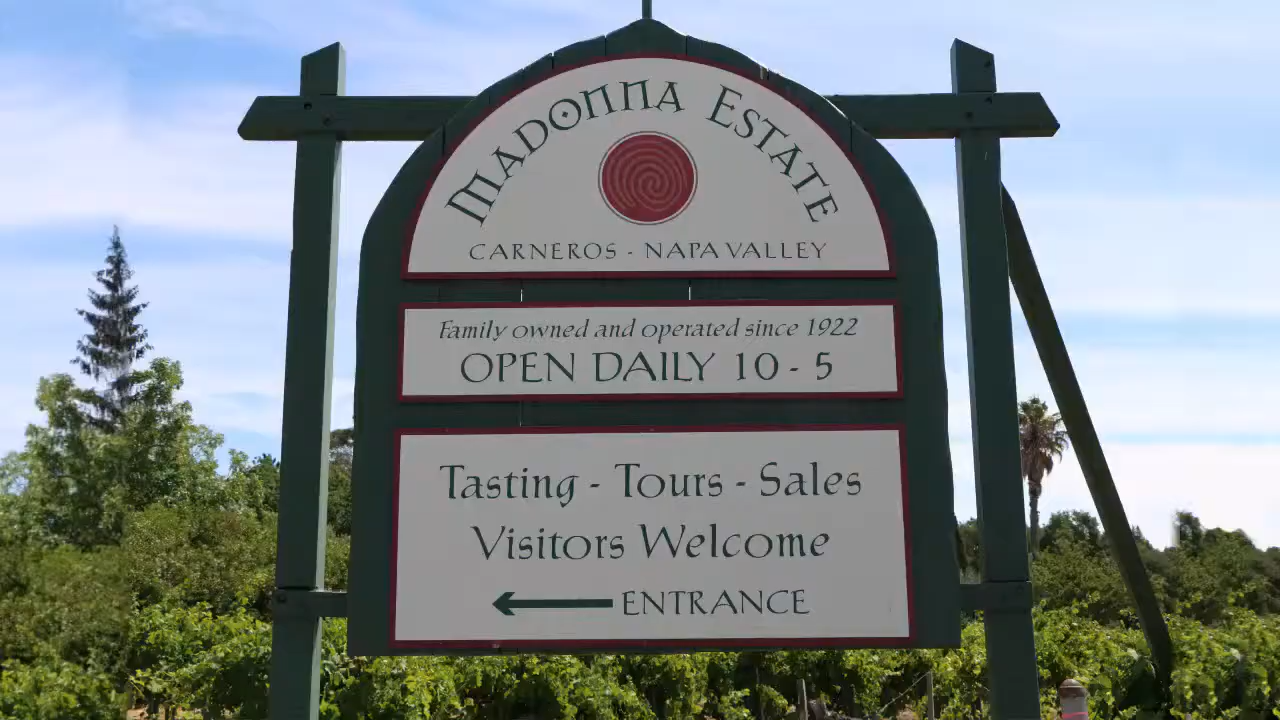 MADONNA ESTATE
CARNEROS - NAPA VALLEY
Family owned and operated since 1922
OPEN DAILY 10 - 5
Tasting - Tours - Sales
Visitors Welcome
ENTRANCE